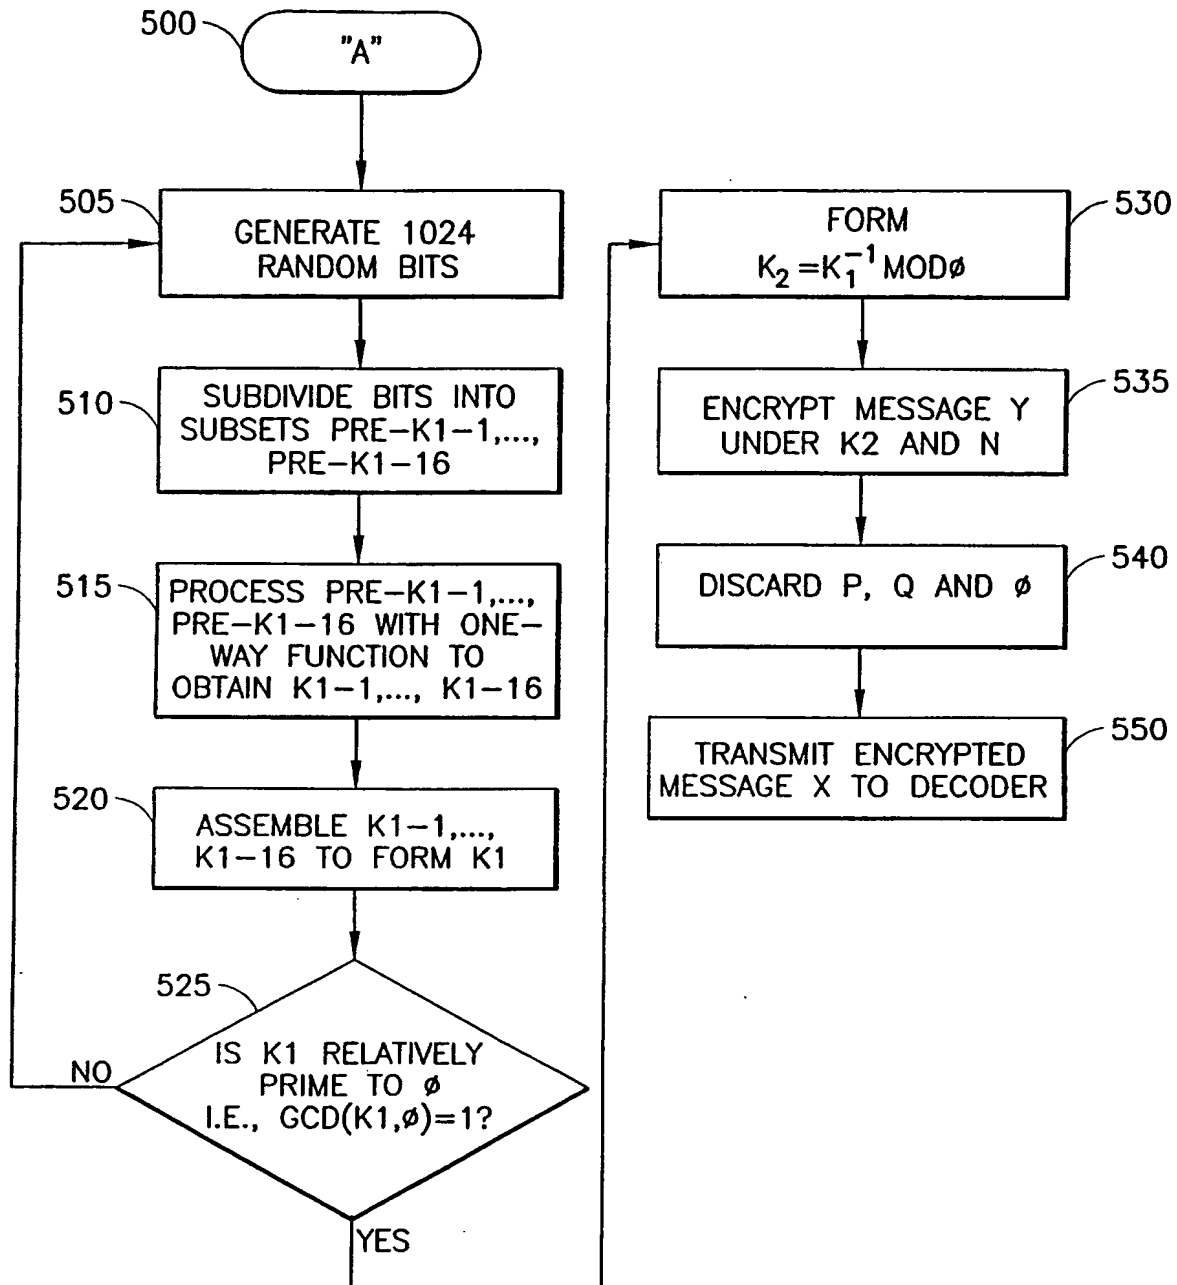 500
"A"
505
GENERATE 1024
RANDOM BITS
510
SUBDIVIDE BITS INTO
SUBSETS PRE-K1-1,...,
PRE-K1-16
515
PROCESS PRE-K1-1,...,
PRE-K1-16 WITH ONE-
WAY FUNCTION TO
OBTAIN K1-1,..., K1-16
520
ASSEMBLE K1-1,...,
K1-16 TO FORM K1
525
IS K1 RELATIVELY
PRIME TO ø
I.E., GCD(K1,ø)=1?
NO
YES
530
FORM
K₂ =K₁⁻¹ MODø
535
ENCRYPT MESSAGE Y
UNDER K2 AND N
540
DISCARD P, Q AND ø
550
TRANSMIT ENCRYPTED
MESSAGE X TO DECODER